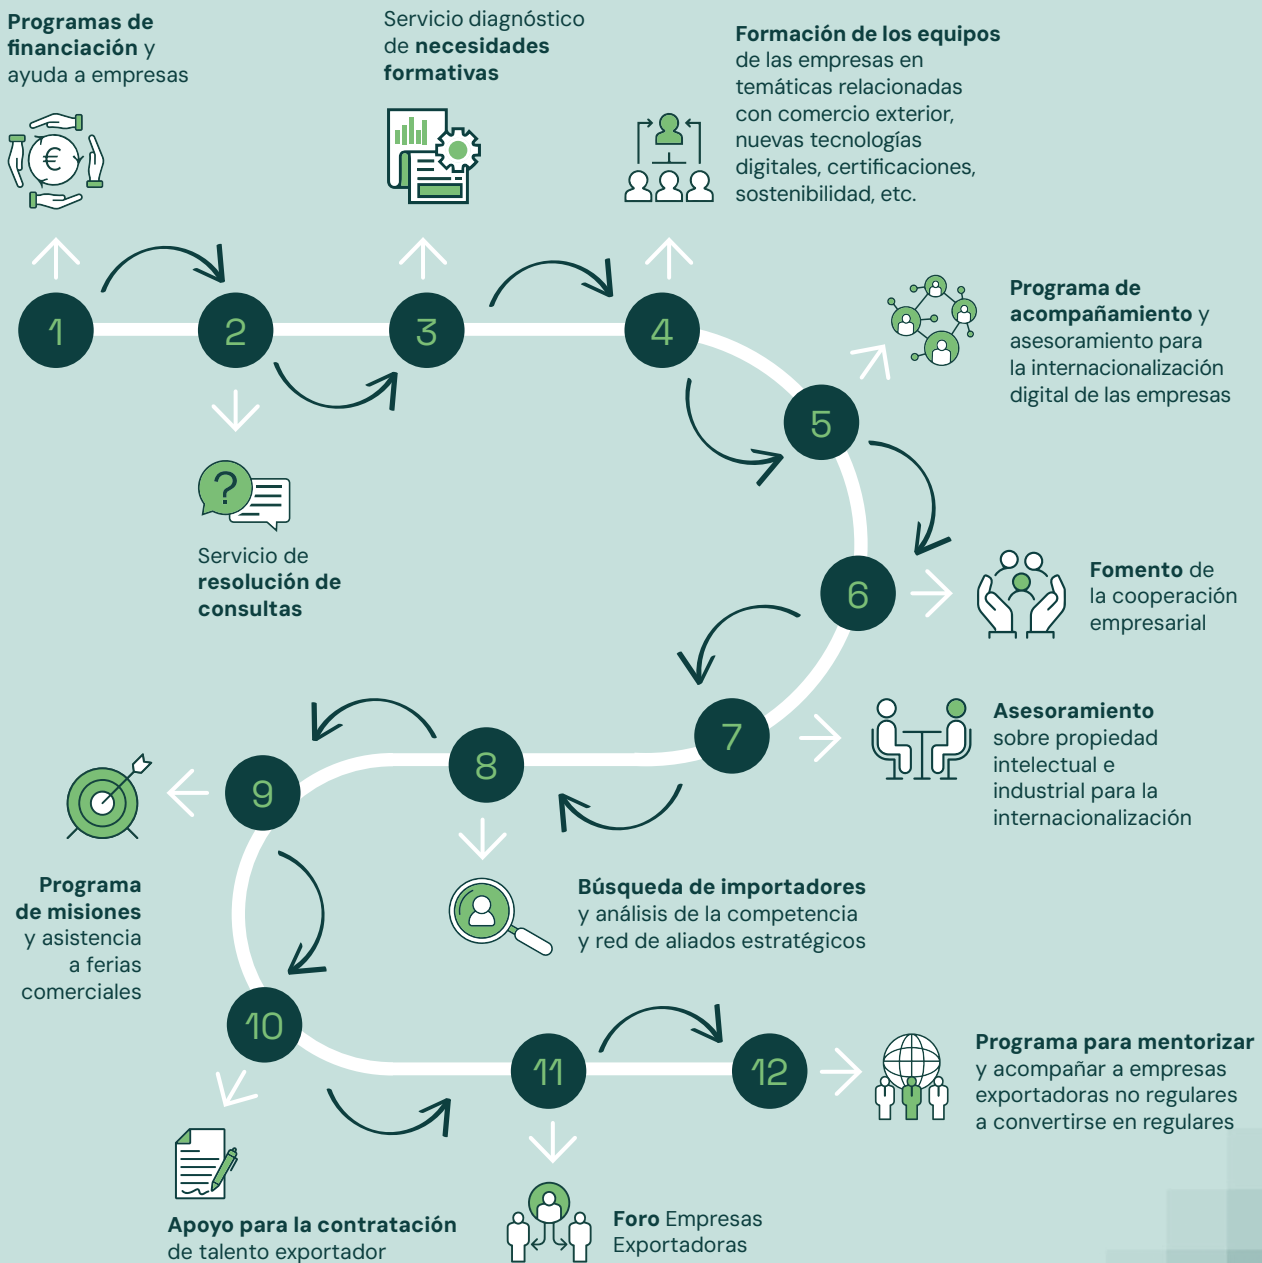 Programas de
financiación y
ayuda a empresas
Servicio diagnóstico
de necesidades
formativas
Formación de los equipos
de las empresas en
temáticas relacionadas
con comercio exterior,
nuevas tecnologías
digitales, certificaciones,
sostenibilidad, etc.
€
1
2
3
4
Programa de
acompañamiento y
asesoramiento para
la internacionalización
digital de las empresas
5
?
Servicio de
resolución de
consultas
6
Fomento de
la cooperación
empresarial
7
Asesoramiento
sobre propiedad
intelectual e
industrial para la
internacionalización
8
Búsqueda de importadores
y análisis de la competencia
y red de aliados estratégicos
9
Programa
de misiones
y asistencia
a ferias
comerciales
10
Apoyo para la contratación
de talento exportador
11
Foro Empresas
Exportadoras
12
Programa para mentorizar
y acompañar a empresas
exportadoras no regulares
a convertirse en regulares